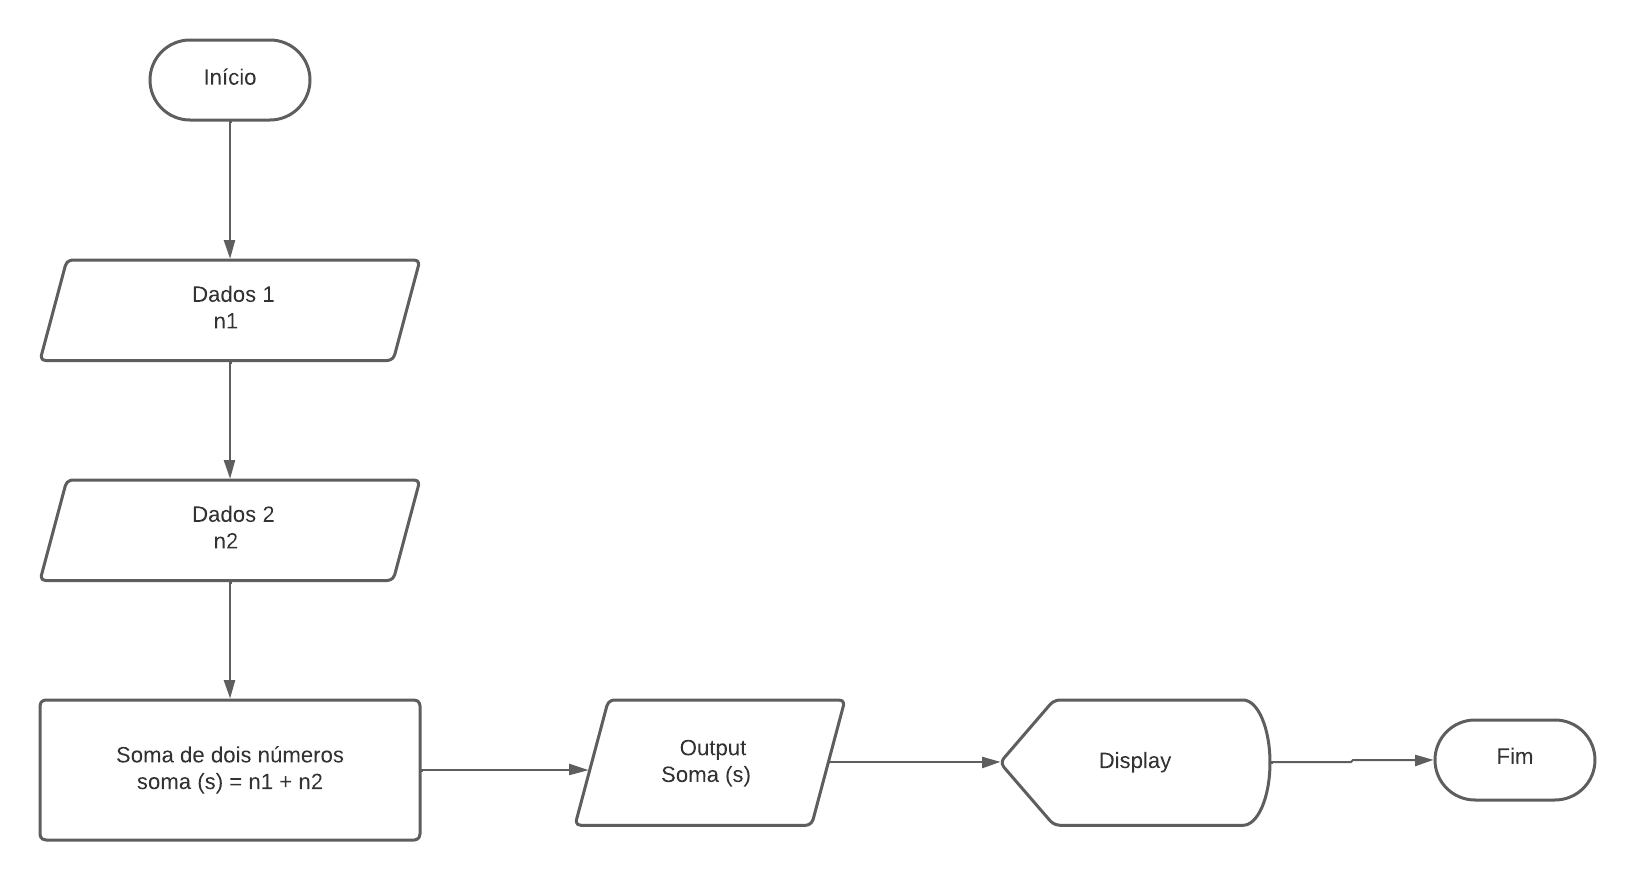 Início
Dados 1
n1
Dados 2
n2
Soma de dois números
soma (s) = n1 + n2
Output
Soma (s)
Display
Fim